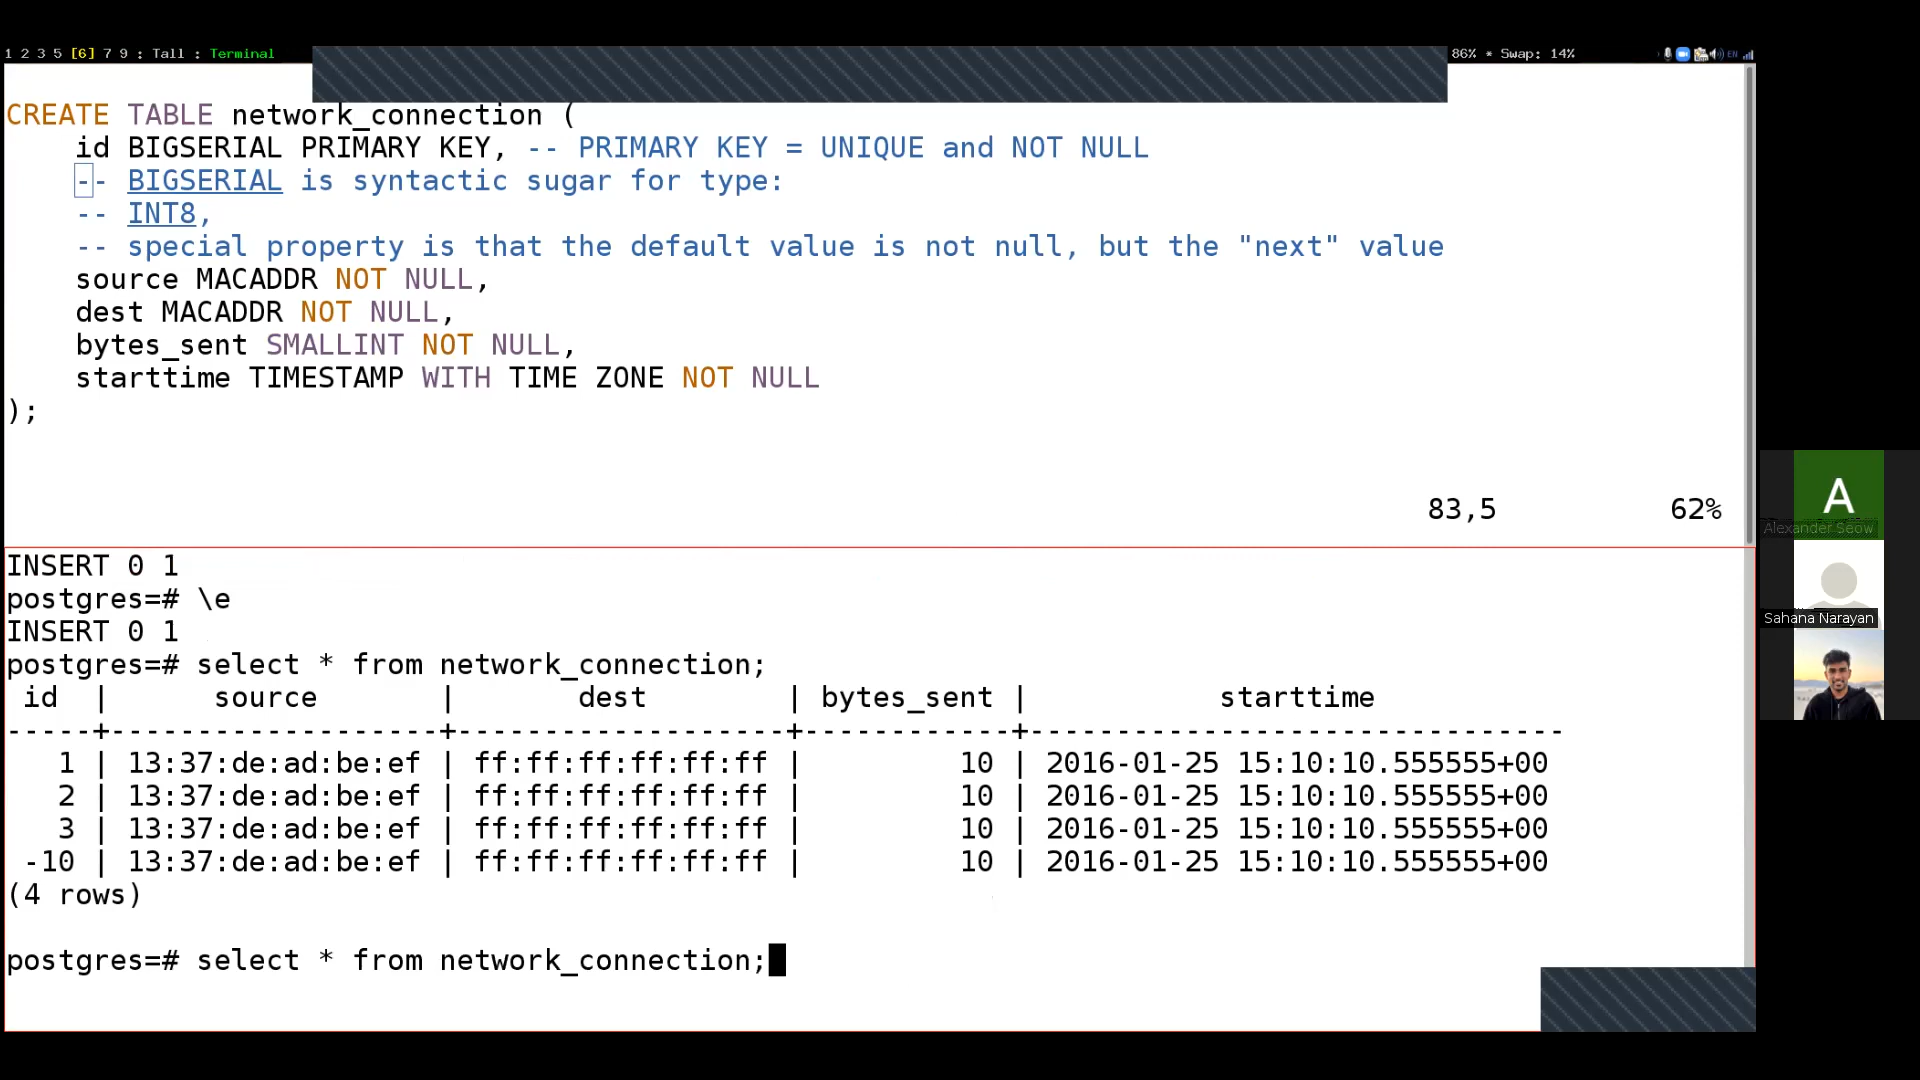 1 2 3 5 [6] 7 9 : Tall : Terminal
86% * Swap: 14%
EN
CREATE TABLE network_connection (
    id BIGSERIAL PRIMARY KEY, -- PRIMARY KEY = UNIQUE and NOT NULL
    -- BIGSERIAL is syntactic sugar for type:
    -- INT8,
    -- special property is that the default value is not null, but the "next" value
    source MACADDR NOT NULL,
    dest MACADDR NOT NULL,
    bytes_sent SMALLINT NOT NULL,
    starttime TIMESTAMP WITH TIME ZONE NOT NULL
);
83,5 62%
INSERT 0 1
postgres=# \e
INSERT 0 1
postgres=# select * from network_connection;
 id  |      source       |       dest        | bytes_sent |           starttime
-----+-------------------+-------------------+------------+-------------------------------
   1 | 13:37:de:ad:be:ef | ff:ff:ff:ff:ff:ff |         10 | 2016-01-25 15:10:10.555555+00
   2 | 13:37:de:ad:be:ef | ff:ff:ff:ff:ff:ff |         10 | 2016-01-25 15:10:10.555555+00
   3 | 13:37:de:ad:be:ef | ff:ff:ff:ff:ff:ff |         10 | 2016-01-25 15:10:10.555555+00
 -10 | 13:37:de:ad:be:ef | ff:ff:ff:ff:ff:ff |         10 | 2016-01-25 15:10:10.555555+00
(4 rows)
postgres=# select * from network_connection;
A
Alexander Seow
Sahana Narayan